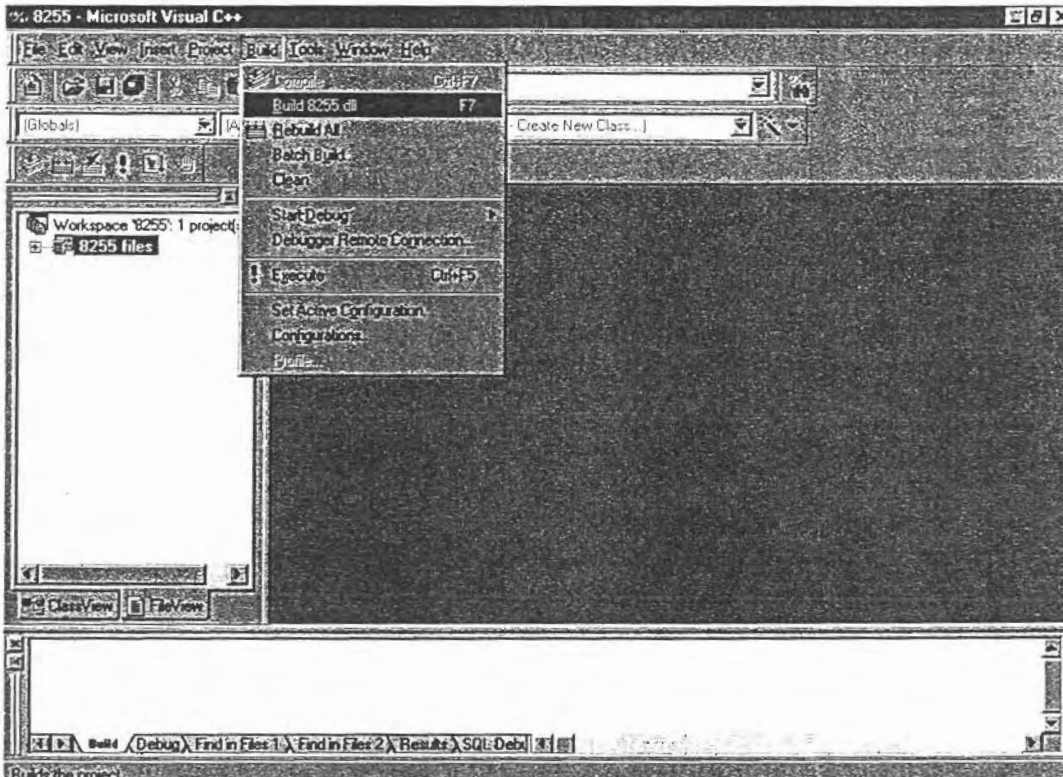 8255 - Microsoft Visual C++
File Edit View Insert Project Build Tools Window Help
Compile Ctrl+F7
Build 8255.dll F7
Rebuild All
Batch Build...
Clean
Start Debug
Debugger Remote Connection...
Execute Ctrl+F5
Set Active Configuration...
Configurations...
Profile...
(Globals)
- Create New Class...)
Workspace '8255': 1 project(s
8255 files
ClassView FileView
Build Debug Find in Files 1 Find in Files 2 Results SQL Deb
Builds the project